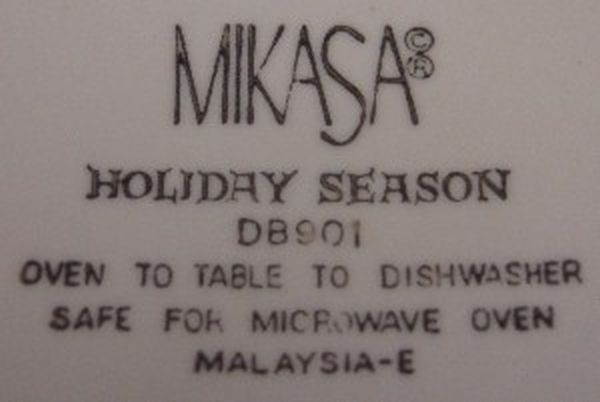 MIKASA©®
HOLIDAY SEASON
DB901
OVEN TO TABLE TO DISHWASHER
SAFE FOR MICROWAVE OVEN
MALAYSIA-E